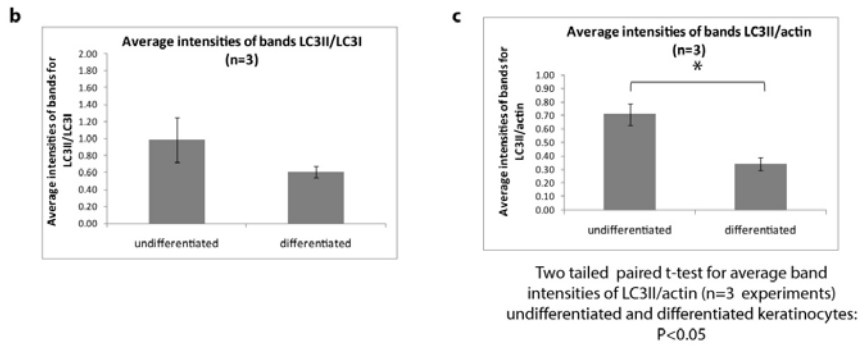 b
Average intensities of bands LC3II/LC3I
(n=3)
Average intensities of bands for
LC3II/LC3I
2.00
1.80
1.60
1.40
1.20
1.00
0.80
0.60
0.40
0.20
0.00
undifferentiated
differentiated
c
Average intensities of bands LC3II/actin
(n=3)
*
Average intensities of bands for
LC3II/actin
1.00
0.90
0.80
0.70
0.60
0.50
0.40
0.30
0.20
0.10
0.00
undifferentiated
differentiated
Two tailed paired t-test for average band
intensities of LC3II/actin (n=3 experiments)
undifferentiated and differentiated keratinocytes:
P<0.05